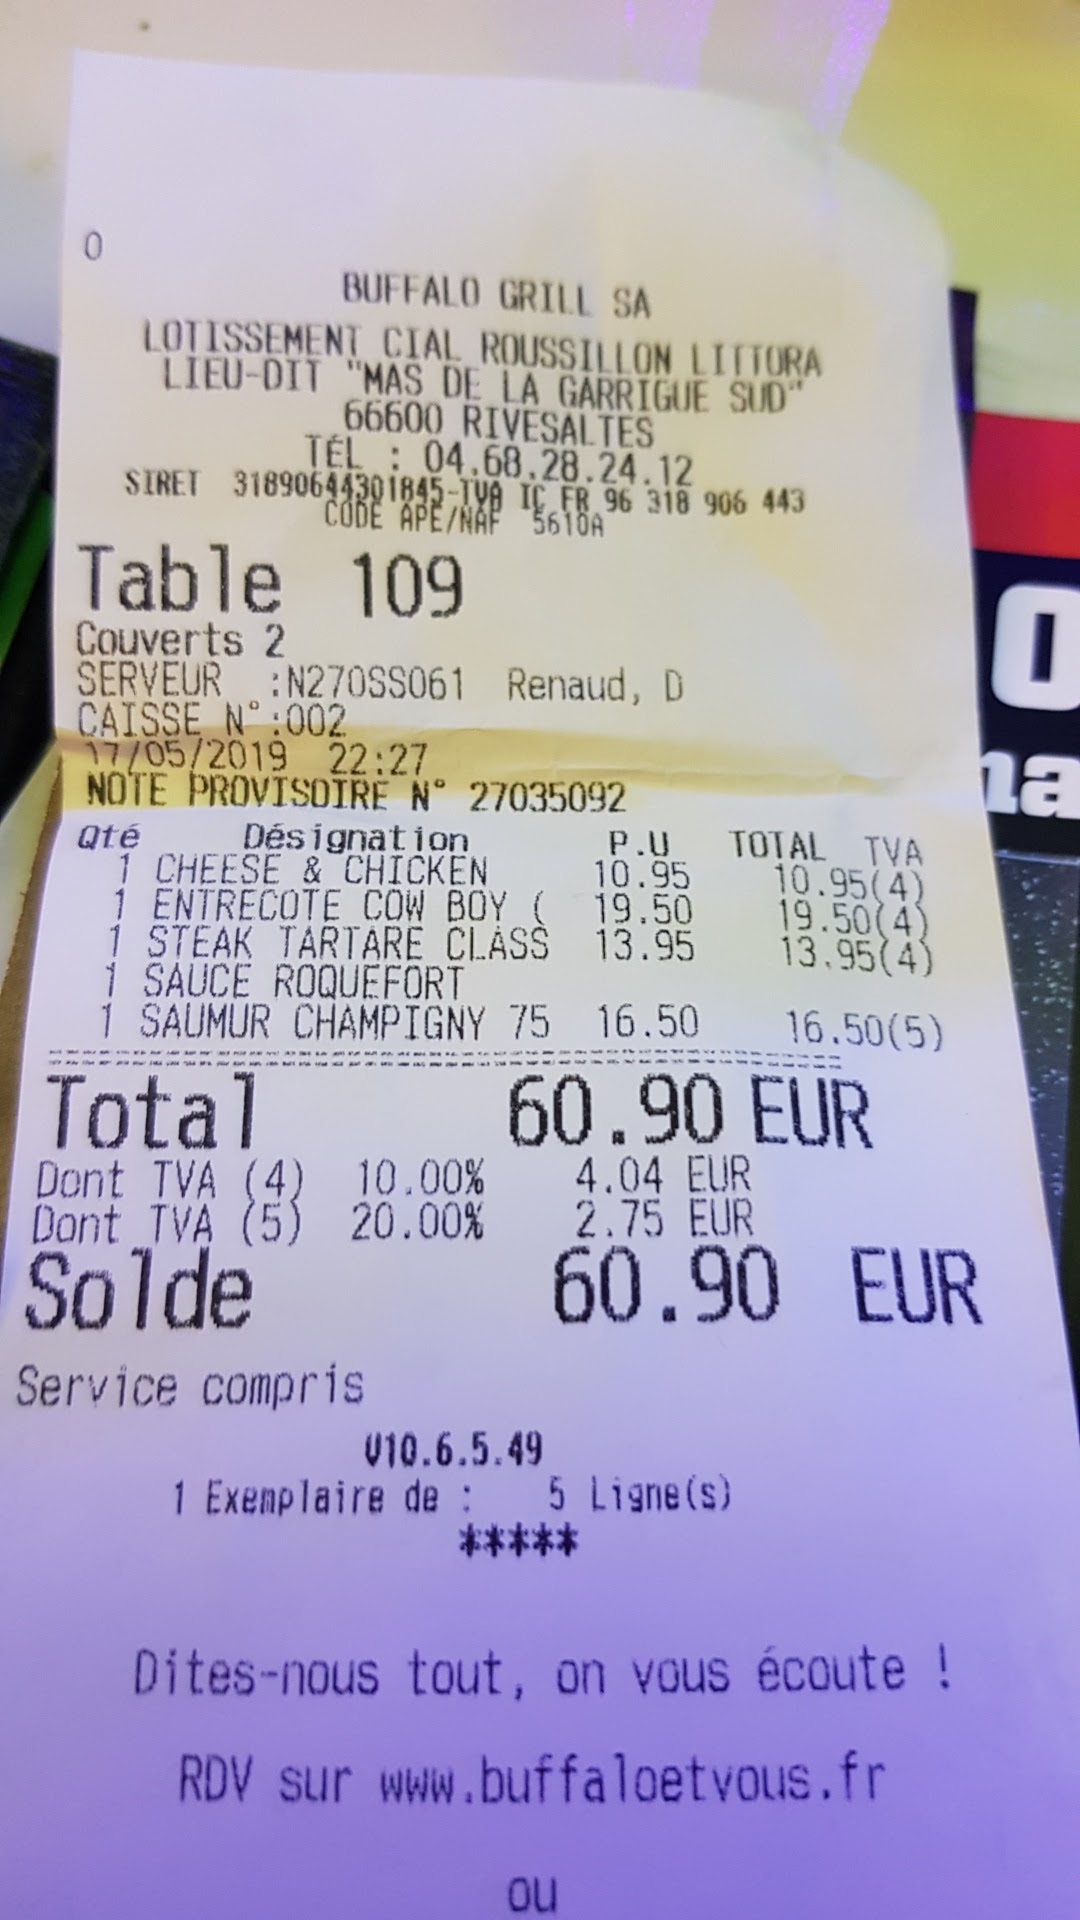 0
BUFFALO GRILL SA
LOTISSEMENT CIAL ROUSSILLON LITTORA
LIEU-DIT "MAS DE LA GARRIGUE SUD"
66600 RIVESALTES
TÉL : 04.68.28.24.12
SIRET 31890644301845-TVA IC FR 96 318 906 443
CODE APE/NAF 5610A
Table 109
Couverts 2
SERVEUR :N270SS061 Renaud, D
CAISSE N°:002
17/05/2019 22:27
NOTE PROVISOIRE N° 27035092
Qté Désignation P.U TOTAL TVA
1 CHEESE & CHICKEN 10.95 10.95(4)
1 ENTRECOTE COW BOY ( 19.50 19.50(4)
1 STEAK TARTARE CLASS 13.95 13.95(4)
1 SAUCE ROQUEFORT
1 SAUMUR CHAMPIGNY 75 16.50 16.50(5)
Total 60.90 EUR
Dont TVA (4) 10.00% 4.04 EUR
Dont TVA (5) 20.00% 2.75 EUR
Solde 60.90 EUR
Service compris
V10.6.5.49
1 Exemplaire de : 5 Ligne(s)
*****
Dites-nous tout, on vous écoute !
RDV sur www.buffaloetvous.fr
ou